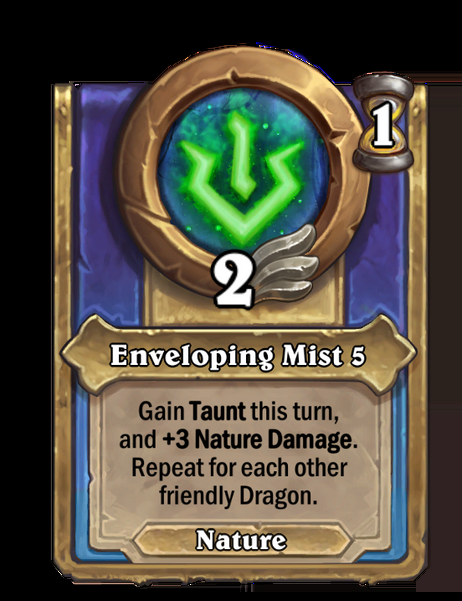 1
2
Enveloping Mist 5
Gain Taunt this turn,
and +3 Nature Damage.
Repeat for each other
friendly Dragon.
Nature